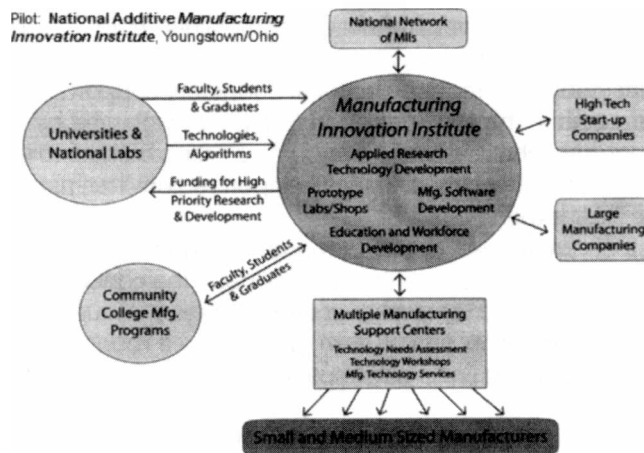 Pilot: National Additive Manufacturing
Innovation Institute, Youngstown/Ohio
National Network
of MIIs
Faculty, Students
& Graduates
Universities &
National Labs
Technologies,
Algorithms
Funding for High
Priority Research
& Development
Manufacturing
Innovation Institute
Applied Research
Technology Development
Prototype
Labs/Shops
Mfg. Software
Development
Education and Workforce
Development
High Tech
Start-up
Companies
Large
Manufacturing
Companies
Faculty, Students
& Graduates
Community
College Mfg.
Programs
Multiple Manufacturing
Support Centers
Technology Needs Assessment
Technology Workshops
Mfg. Technology Services
Small and Medium Sized Manufacturers